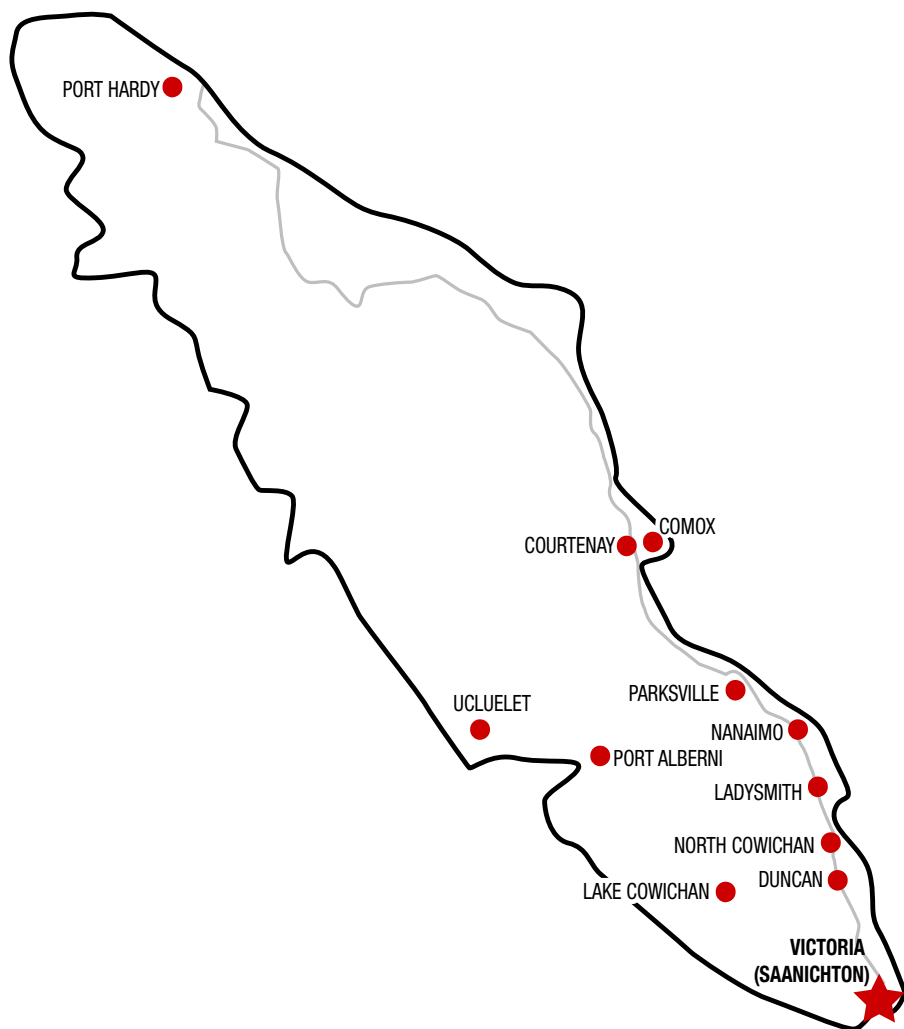 PORT HARDY
COMOX
COURTENAY
PARKSVILLE
UCLUELET
NANAIMO
PORT ALBERNI
LADYSMITH
NORTH COWICHAN
DUNCAN
LAKE COWICHAN
VICTORIA
(SAANICHTON)